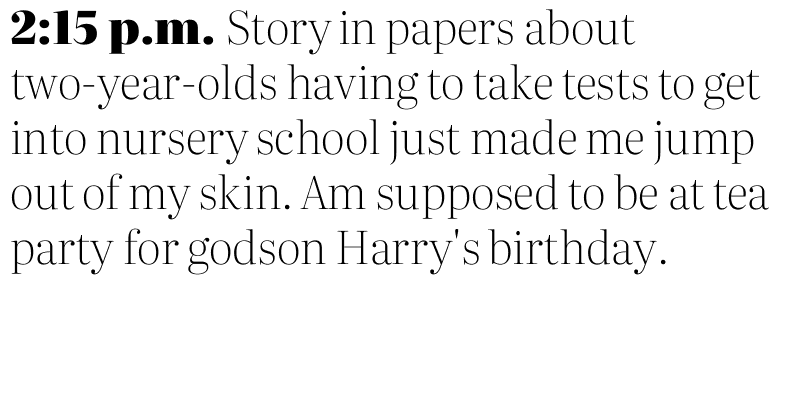 2:15 p.m. Story in papers about
two-year-olds having to take tests to get
into nursery school just made me jump
out of my skin. Am supposed to be at tea
party for godson Harry's birthday.